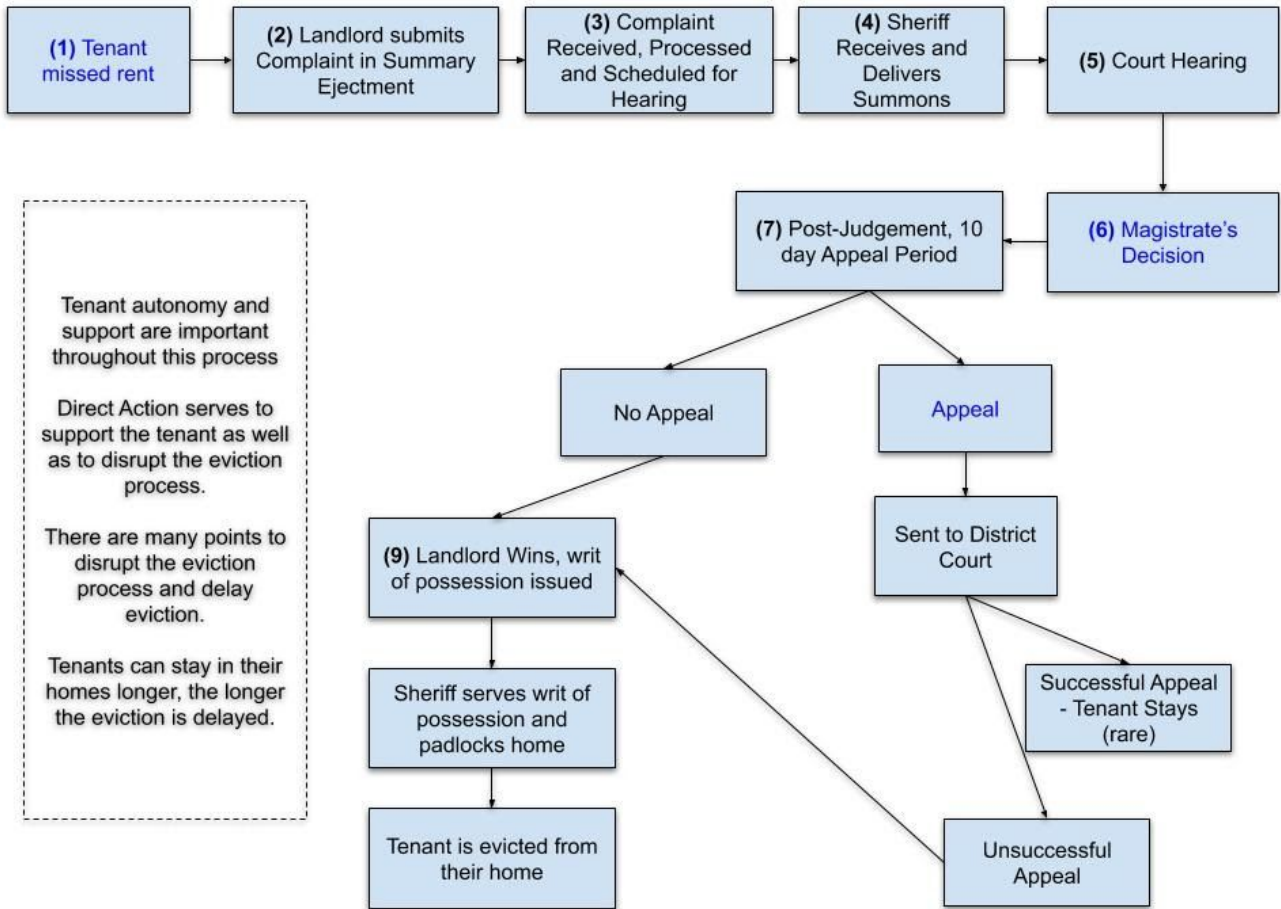 (1) Tenant
missed rent
(2) Landlord submits
Complaint in Summary
Ejectment
(3) Complaint
Received, Processed
and Scheduled for
Hearing
(4) Sheriff
Receives and
Delivers
Summons
(5) Court Hearing
(6) Magistrate's
Decision
(7) Post-Judgement, 10
day Appeal Period
No Appeal
Appeal
Sent to District
Court
(9) Landlord Wins, writ
of possession issued
Successful Appeal
- Tenant Stays
(rare)
Sheriff serves writ of
possession and
padlocks home
Unsuccessful
Appeal
Tenant is evicted from
their home
Tenant autonomy and
support are important
throughout this process
Direct Action serves to
support the tenant as well
as to disrupt the eviction
process.
There are many points to
disrupt the eviction
process and delay
eviction.
Tenants can stay in their
homes longer, the longer
the eviction is delayed.